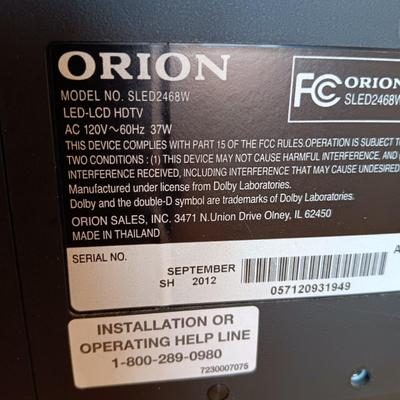 ORION
MODEL NO. SLED2468W
LED-LCD HDTV
AC 120V~60Hz 37W
FC ORION
SLED2468W
THIS DEVICE COMPLIES WITH PART 15 OF THE FCC RULES.OPERATION IS SUBJECT TO
TWO CONDITIONS : (1) THIS DEVICE MAY NOT CAUSE HARMFUL INTERFERENCE, AND
INTERFERENCE RECEIVED, INCLUDING INTERFERENCE THAT MAY CAUSE UNDESIRE
Manufactured under license from Dolby Laboratories.
Dolby and the double-D symbol are trademarks of Dolby Laboratories.
ORION SALES, INC. 3471 N.Union Drive Olney, IL 62450
MADE IN THAILAND
SERIAL NO.
SEPTEMBER
SH 2012
057120931949
INSTALLATION OR
OPERATING HELP LINE
1-800-289-0980
7230007075